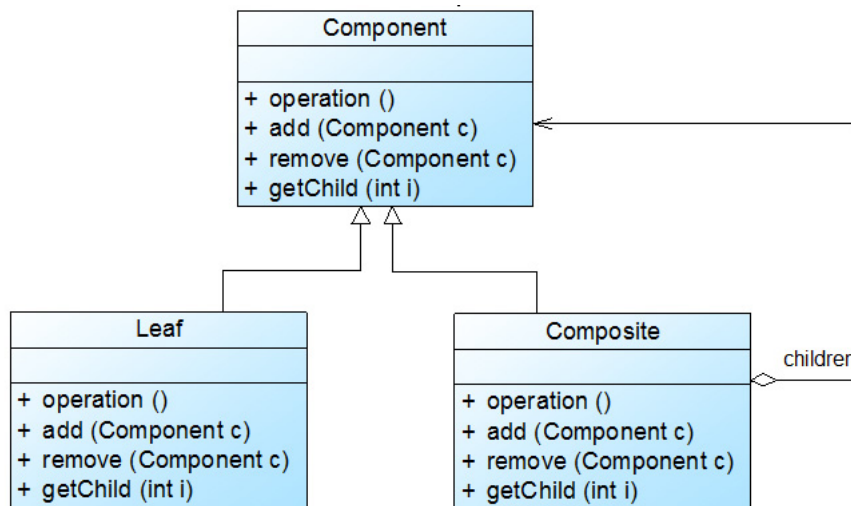 Component
+ operation ()
+ add (Component c)
+ remove (Component c)
+ getChild (int i)
Leaf
+ operation ()
+ add (Component c)
+ remove (Component c)
+ getChild (int i)
Composite
+ operation ()
+ add (Component c)
+ remove (Component c)
+ getChild (int i)
children